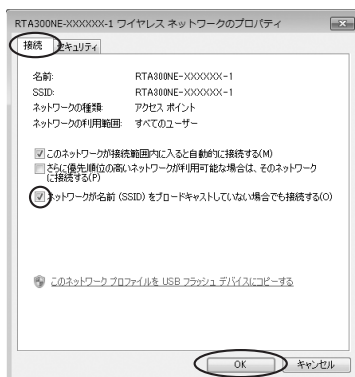 RTA300NE-XXXXXX-1 ワイヤレス ネットワークのプロパティ
接続 セキュリティ
名前: RTA300NE-XXXXXX-1
SSID: RTA300NE-XXXXXX-1
ネットワークの種類: アクセス ポイント
ネットワークの利用範囲: すべてのユーザー
このネットワークが接続範囲内に入ると自動的に接続する(M)
さらに優先順位の高いネットワークが利用可能な場合は、そのネットワーク
に接続する(P)
ネットワークが名前 (SSID) をブロードキャストしていない場合でも接続する(O)
このネットワーク プロファイルを USB フラッシュ デバイスにコピーする
OK キャンセル